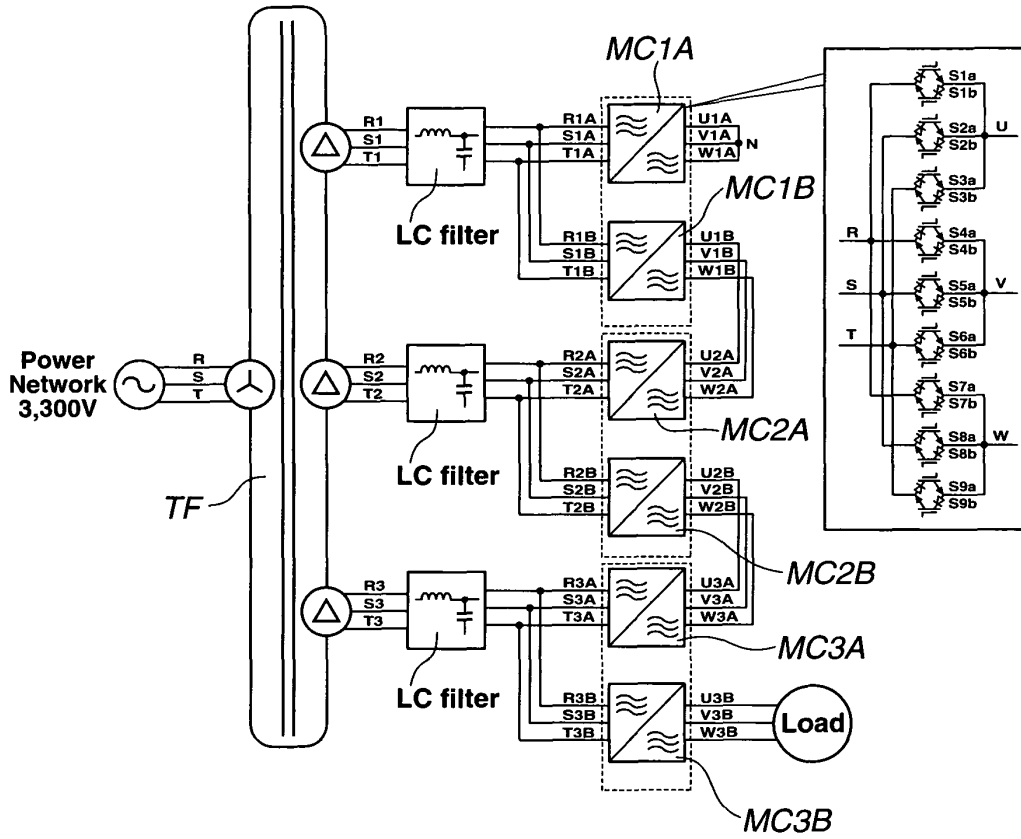 Power
Network
3,300V
R
S
T
TF
R1
S1
T1
LC filter
R1A
S1A
T1A
MC1A
U1A
V1A
W1A
N
R1B
S1B
T1B
MC1B
U1B
V1B
W1B
R2
S2
T2
LC filter
R2A
S2A
T2A
U2A
V2A
W2A
MC2A
R2B
S2B
T2B
U2B
V2B
W2B
MC2B
R3
S3
T3
LC filter
R3A
S3A
T3A
U3A
V3A
W3A
MC3A
R3B
S3B
T3B
U3B
V3B
W3B
Load
MC3B
R
S
T
S1a
S1b
S2a
S2b
S3a
S3b
S4a
S4b
S5a
S5b
S6a
S6b
S7a
S7b
S8a
S8b
S9a
S9b
U
V
W